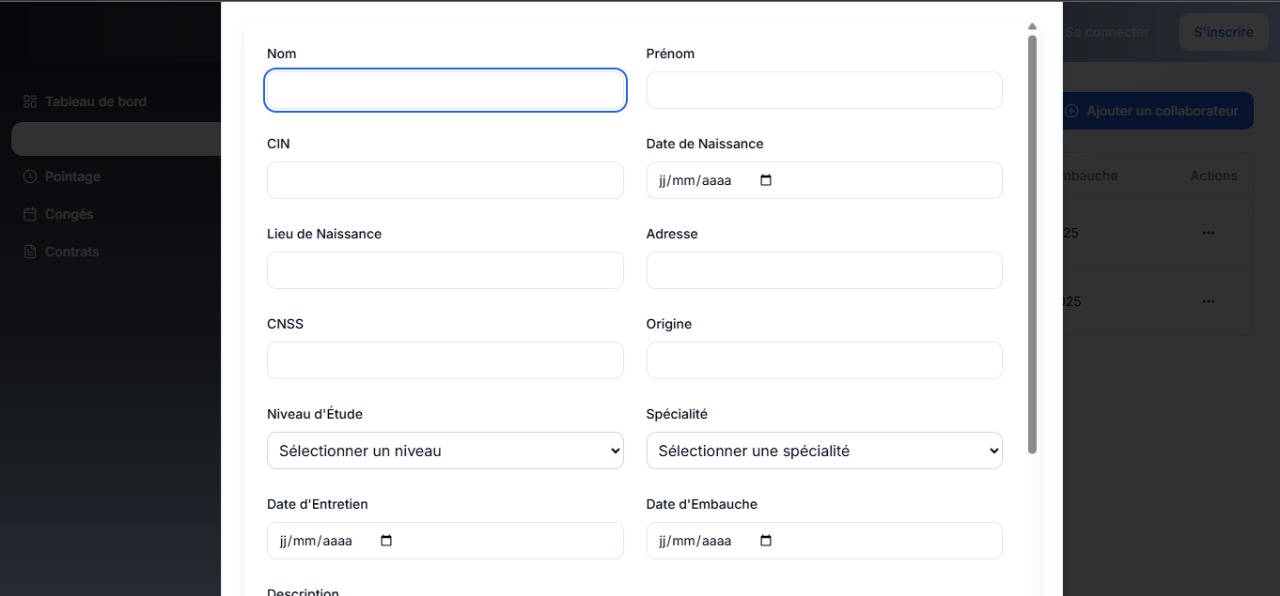 Se connecter
S'inscrire
Tableau de bord
Pointage
Congés
Contrats
Ajouter un collaborateur
mbauche Actions
25
025
Nom Prénom
CIN Date de Naissance
jj/mm/aaaa
Lieu de Naissance Adresse
CNSS Origine
Niveau d'Étude Spécialité
Sélectionner un niveau Sélectionner une spécialité
Date d'Entretien Date d'Embauche
jj/mm/aaaa jj/mm/aaaa
Description